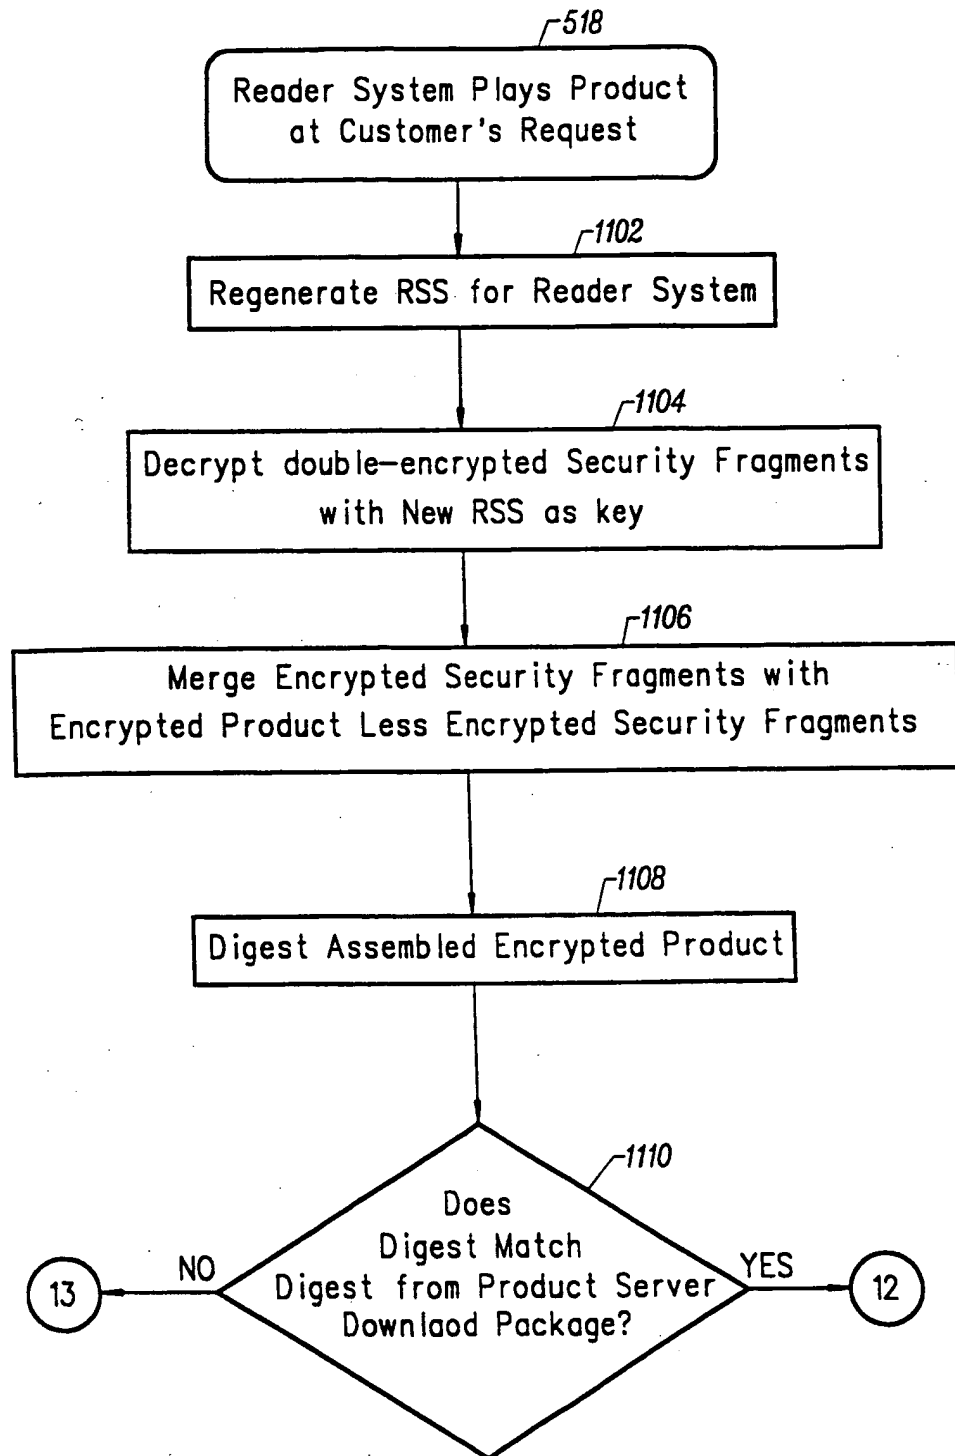 518
Reader System Plays Product
at Customer's Request
1102
Regenerate RSS for Reader System
1104
Decrypt double-encrypted Security Fragments
with New RSS as key
1106
Merge Encrypted Security Fragments with
Encrypted Product Less Encrypted Security Fragments
1108
Digest Assembled Encrypted Product
1110
Does
Digest Match
Digest from Product Server
Downlaod Package?
NO
YES
13
12